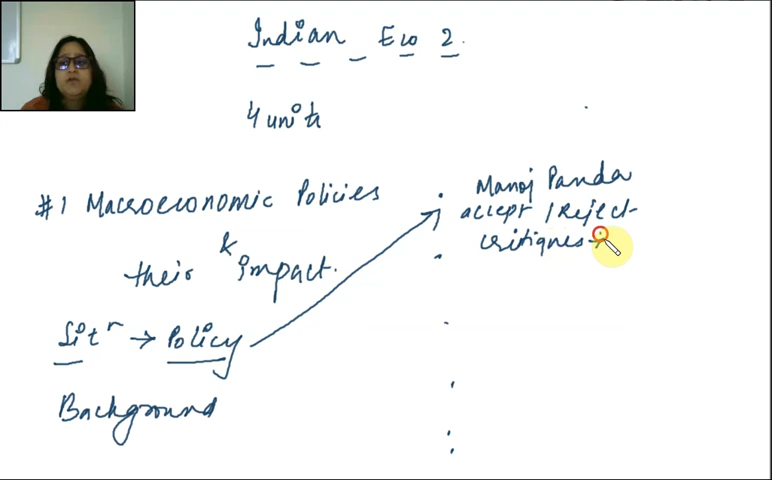 Indian Eco 2.
4 units
#1 Macroeconomic Policies
&
their impact.
Sitn → Policy
Background
Manoj Panda
accept / Reject
critiques →